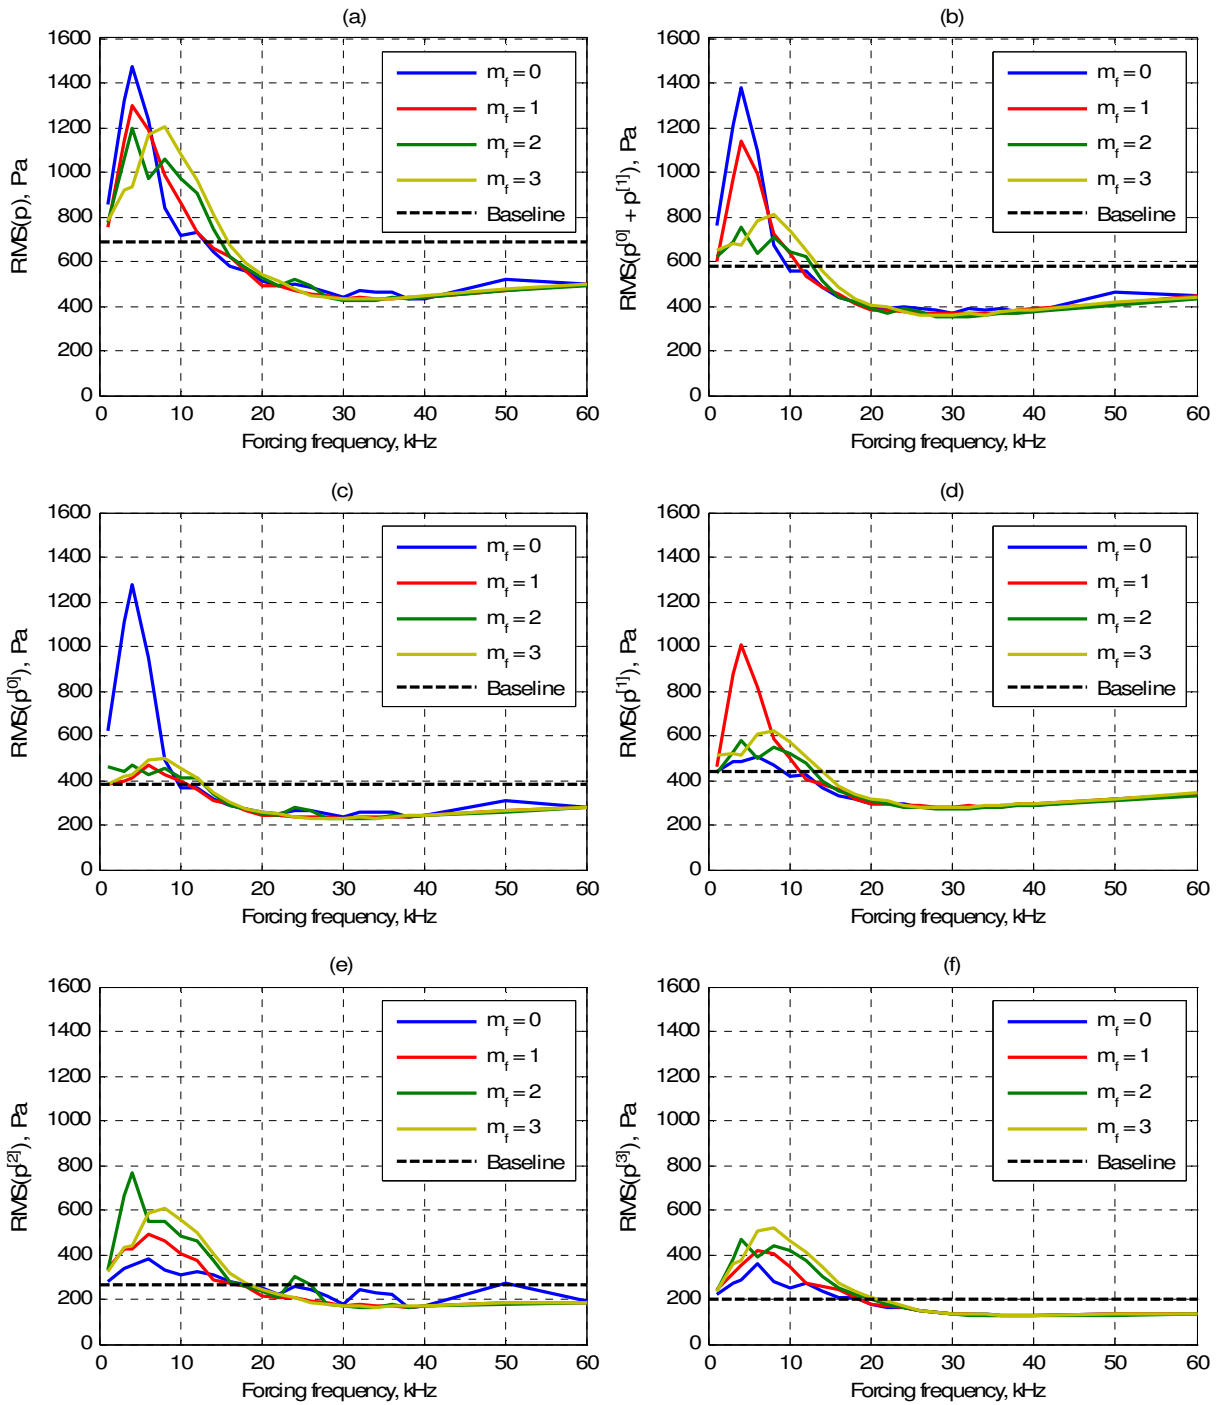 (a)
RMS(p), Pa
1600
1400
1200
1000
800
600
400
200
0
0 10 20 30 40 50 60
Forcing frequency, kHz
m_f = 0
m_f = 1
m_f = 2
m_f = 3
Baseline
(b)
RMS(p^[0] + p^[1]), Pa
1600
1400
1200
1000
800
600
400
200
0
0 10 20 30 40 50 60
Forcing frequency, kHz
m_f = 0
m_f = 1
m_f = 2
m_f = 3
Baseline
(c)
RMS(p^[0]), Pa
1600
1400
1200
1000
800
600
400
200
0
0 10 20 30 40 50 60
Forcing frequency, kHz
m_f = 0
m_f = 1
m_f = 2
m_f = 3
Baseline
(d)
RMS(p^[1]), Pa
1600
1400
1200
1000
800
600
400
200
0
0 10 20 30 40 50 60
Forcing frequency, kHz
m_f = 0
m_f = 1
m_f = 2
m_f = 3
Baseline
(e)
RMS(p^[2]), Pa
1600
1400
1200
1000
800
600
400
200
0
0 10 20 30 40 50 60
Forcing frequency, kHz
m_f = 0
m_f = 1
m_f = 2
m_f = 3
Baseline
(f)
RMS(p^[3]), Pa
1600
1400
1200
1000
800
600
400
200
0
0 10 20 30 40 50 60
Forcing frequency, kHz
m_f = 0
m_f = 1
m_f = 2
m_f = 3
Baseline